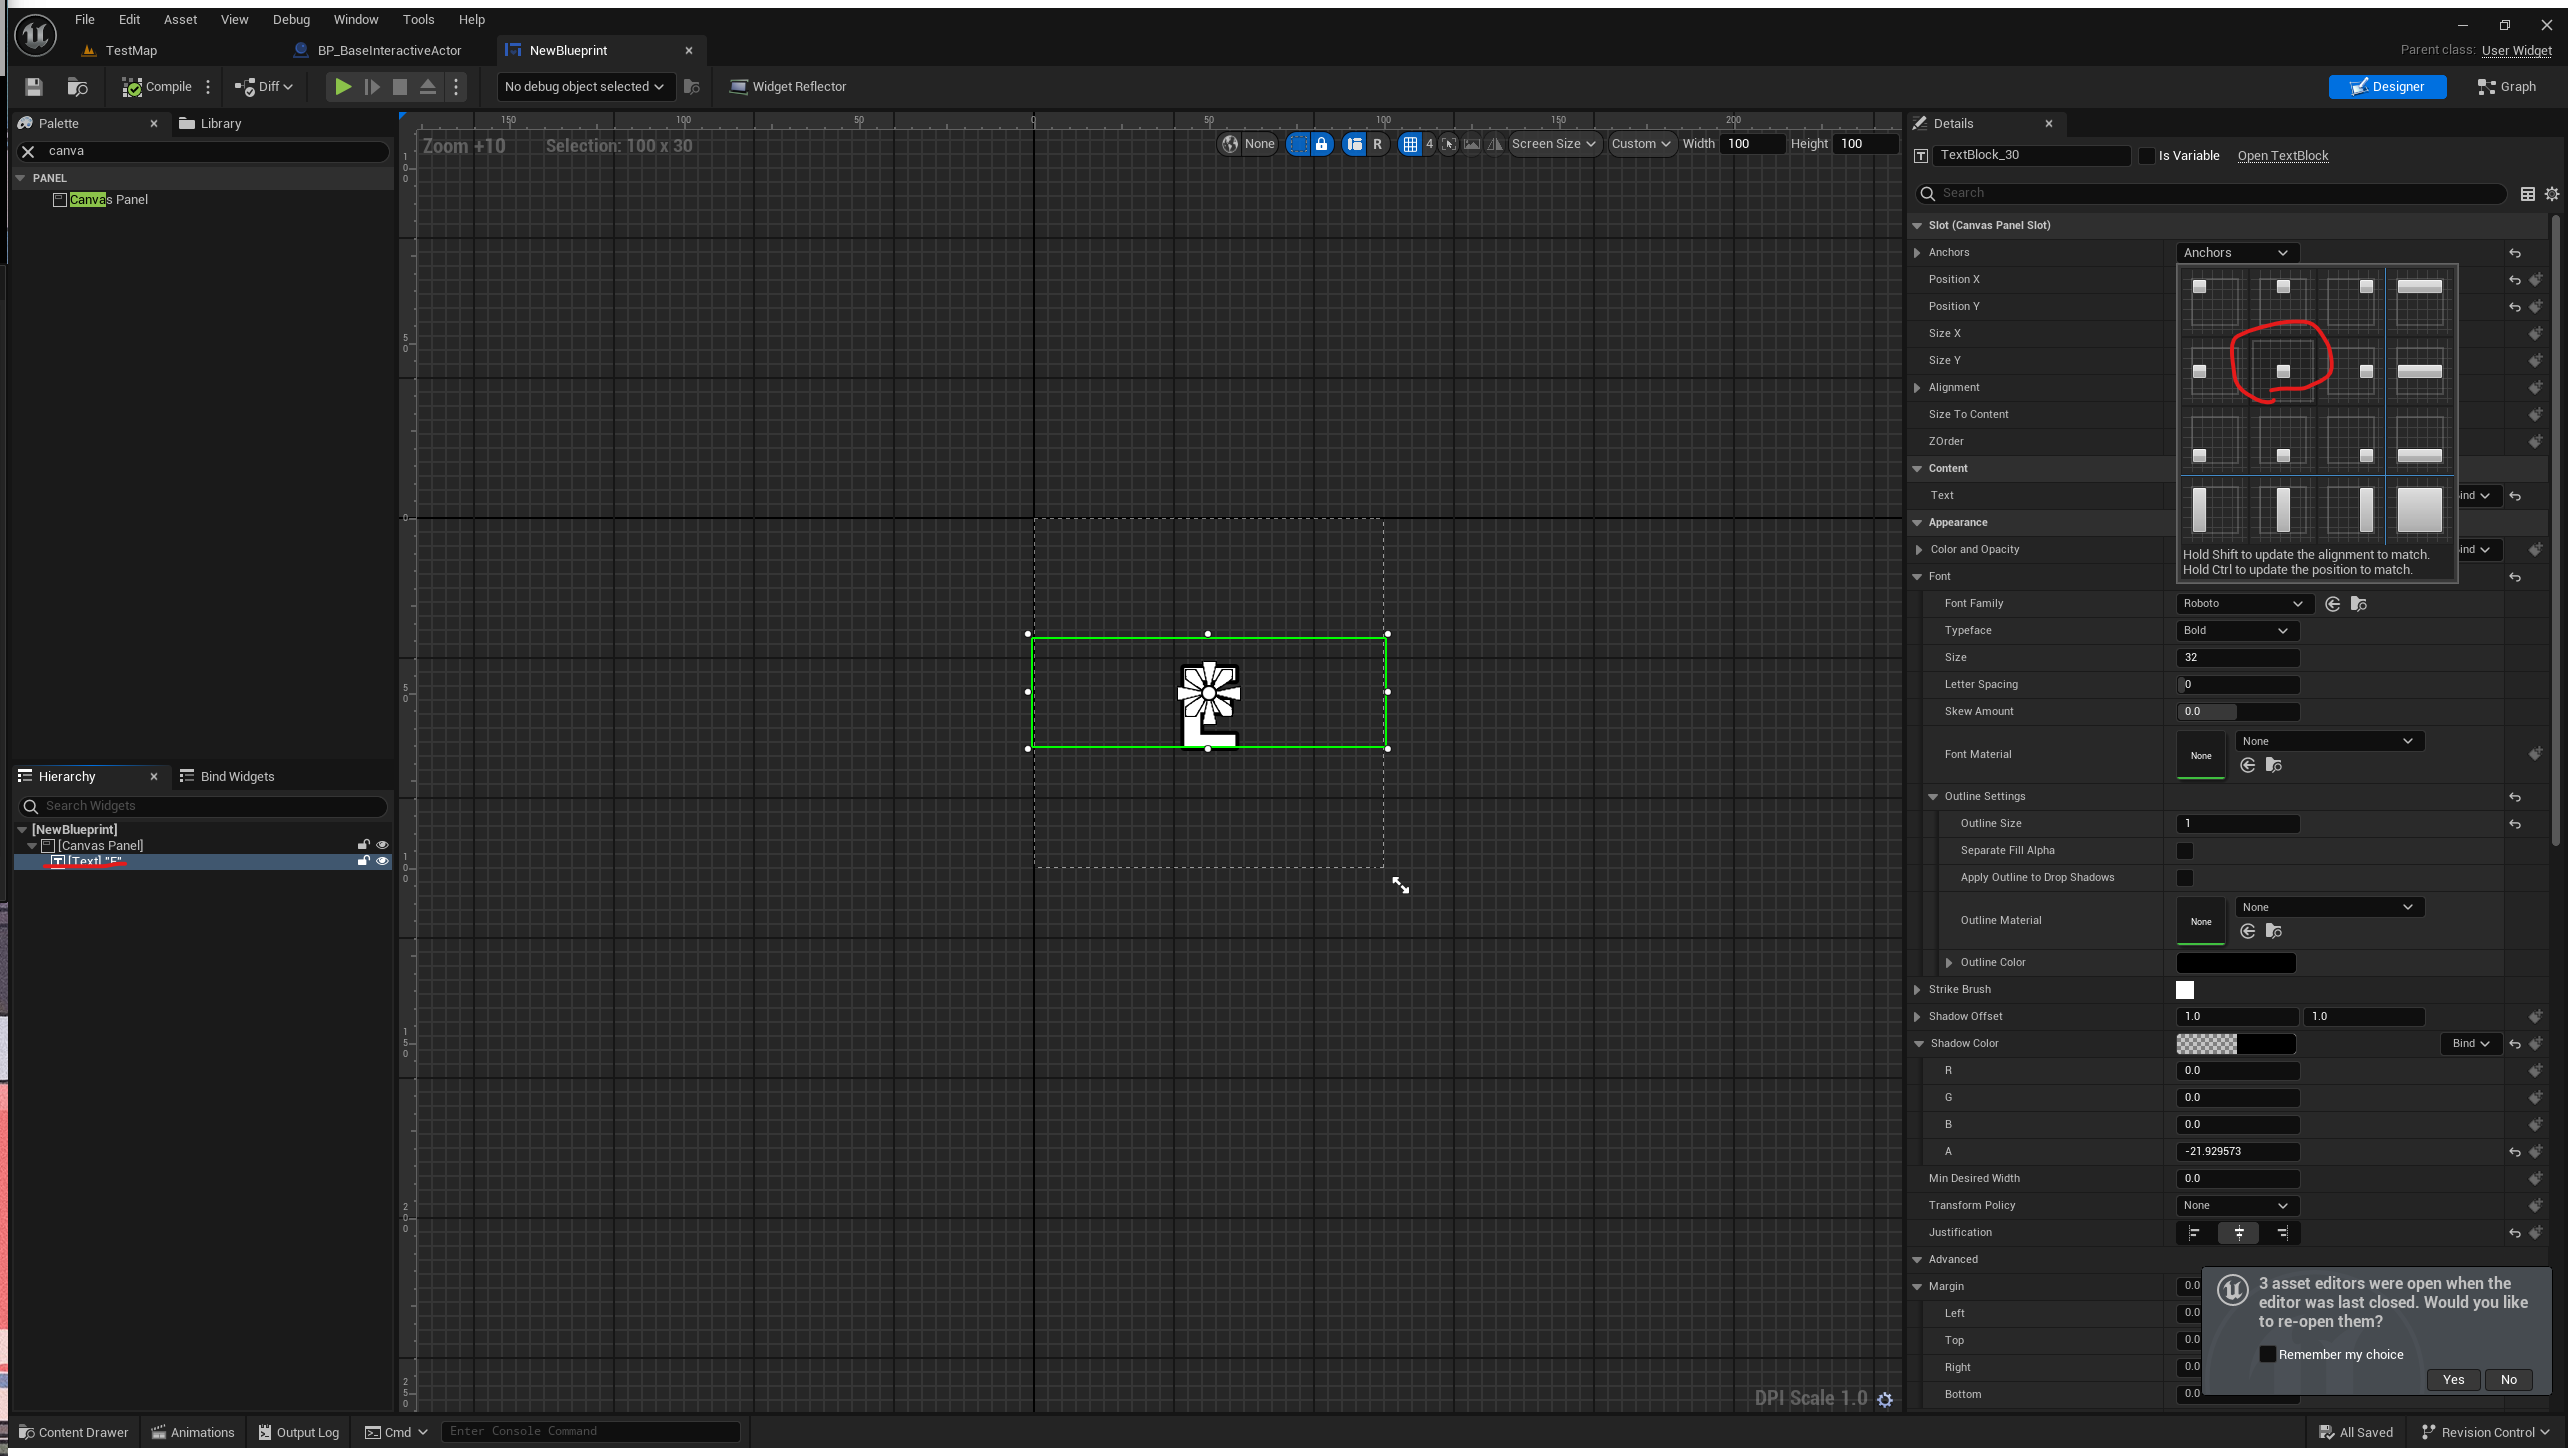 File Edit Asset View Debug Window Tools Help
TestMap BP_BaseInteractiveActor NewBlueprint
Parent class: User Widget
Compile Diff No debug object selected Widget Reflector Designer Graph
Palette Library
canva
PANEL
Canvas Panel
Zoom +10 Selection: 100 x 30
None R 4 Screen Size Custom Width 100 Height 100
150 100 50 0 50 100 150 200
0
50
100
150
200
E
DPI Scale 1.0
Hierarchy Bind Widgets
Search Widgets
[NewBlueprint]
[Canvas Panel]
[Text] "E"
Details
TextBlock_30 Is Variable Open TextBlock
Search
Slot (Canvas Panel Slot)
Anchors Anchors
Position X
Position Y
Size X
Size Y
Alignment
Size To Content
ZOrder
Content
Text
Appearance
Color and Opacity
Hold Shift to update the alignment to match.
Hold Ctrl to update the position to match.
Font
Font Family Roboto
Typeface Bold
Size 32
Letter Spacing 0
Skew Amount 0.0
Font Material None None
Outline Settings
Outline Size 1
Separate Fill Alpha
Apply Outline to Drop Shadows
Outline Material None None
Outline Color
Strike Brush
Shadow Offset 1.0 1.0
Shadow Color Bind
R 0.0
G 0.0
B 0.0
A -21.929573
Min Desired Width 0.0
Transform Policy None
Justification
Advanced
Margin 0.0
Left 0.0
Top 0.0
Right 0.0
Bottom 0.0
3 asset editors were open when the
editor was last closed. Would you like
to re-open them?
Remember my choice
Yes No
Content Drawer Animations Output Log Cmd Enter Console Command All Saved Revision Control